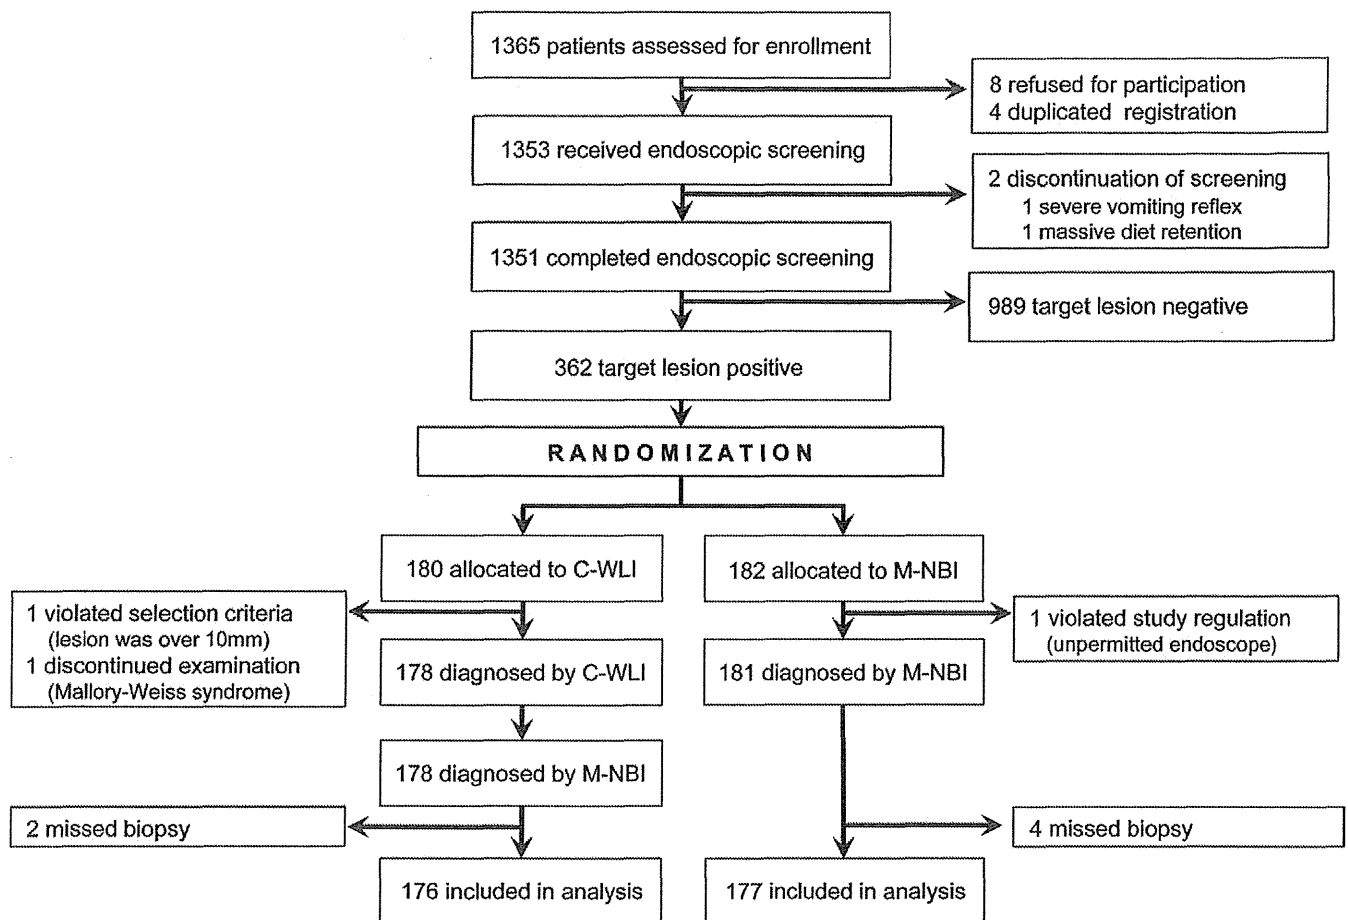 1365 patients assessed for enrollment
8 refused for participation
4 duplicated registration
1353 received endoscopic screening
2 discontinuation of screening
1 severe vomiting reflex
1 massive diet retention
1351 completed endoscopic screening
989 target lesion negative
362 target lesion positive
RANDOMIZATION
180 allocated to C-WLI
182 allocated to M-NBI
1 violated selection criteria
(lesion was over 10mm)
1 discontinued examination
(Mallory-Weiss syndrome)
1 violated study regulation
(unpermitted endoscope)
178 diagnosed by C-WLI
181 diagnosed by M-NBI
178 diagnosed by M-NBI
2 missed biopsy
4 missed biopsy
176 included in analysis
177 included in analysis